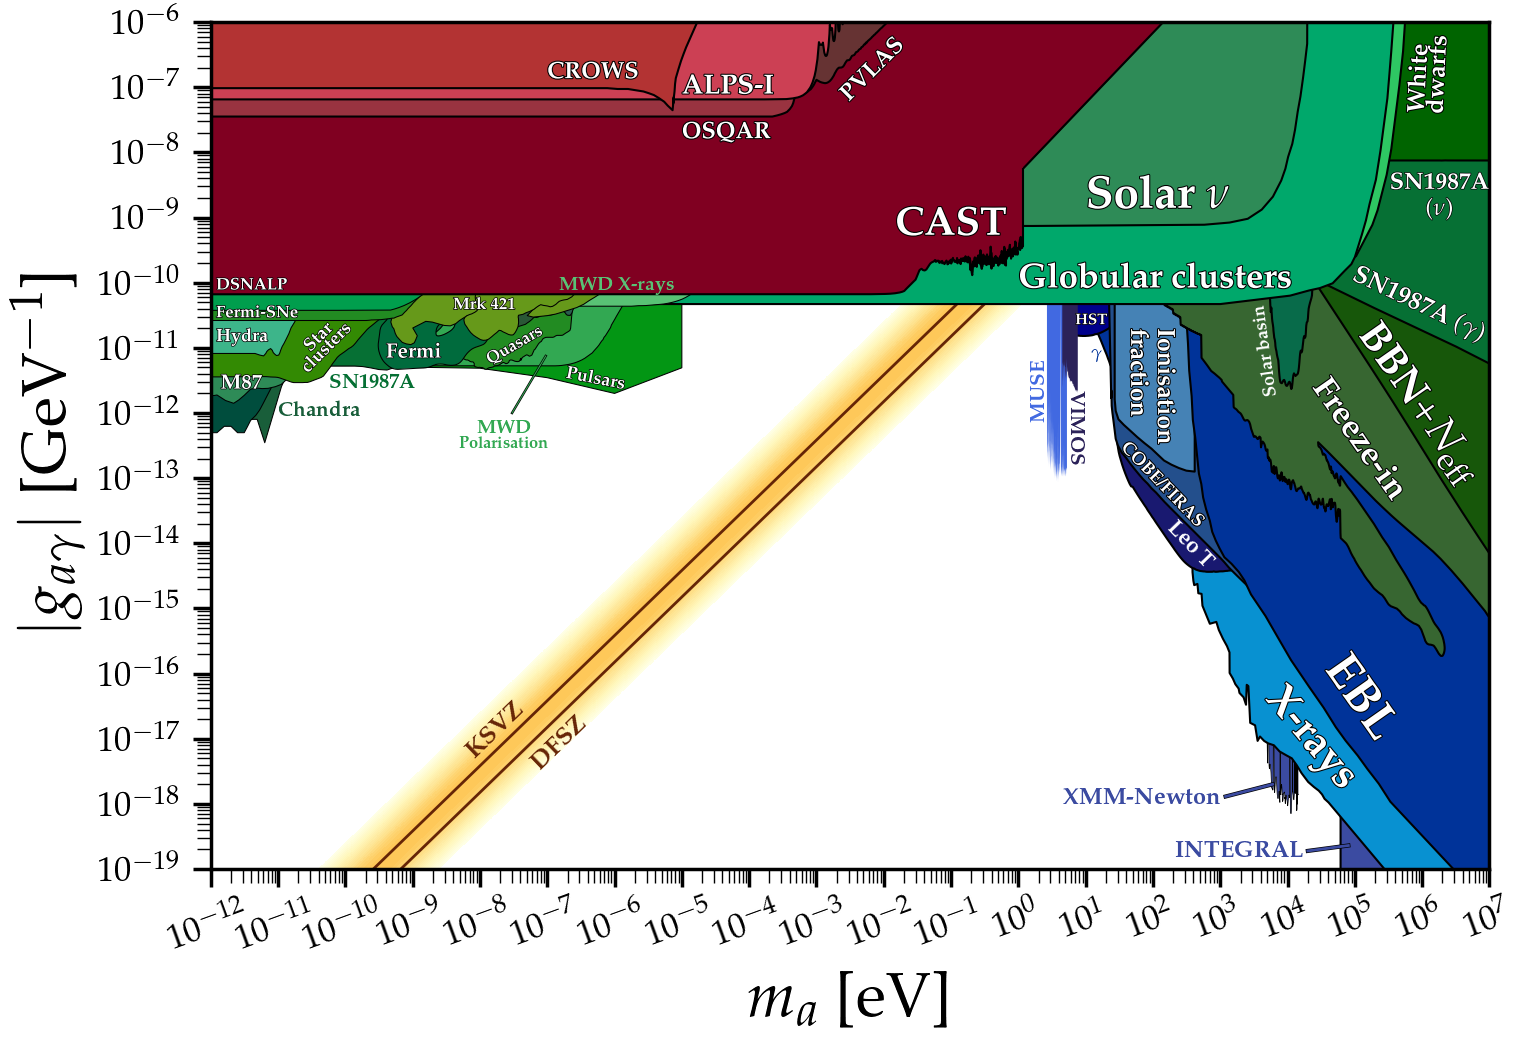 10⁻⁶
10⁻⁷
10⁻⁸
10⁻⁹
10⁻¹⁰
10⁻¹¹
10⁻¹²
10⁻¹³
10⁻¹⁴
10⁻¹⁵
10⁻¹⁶
10⁻¹⁷
10⁻¹⁸
10⁻¹⁹
|g_aγ| [GeV⁻¹]
CROWS
ALPS-I
PVLAS
OSQAR
White
dwarfs
SN1987A
(ν)
Solar ν
CAST
Globular clusters
SN1987A (γ)
DSNALP
MWD X-rays
Fermi-SNe
Mrk 421
Hydra
Star
clusters
Fermi
Quasars
M87
SN1987A
Pulsars
Chandra
MWD
Polarisation
MUSE
VIMOS
HST
γ
Ionisation
fraction
Solar basin
Freeze-in
BBN+N_eff
COBE/FIRAS
Leo T
EBL
X-rays
KSVZ
DFSZ
XMM-Newton
INTEGRAL
10⁻¹²
10⁻¹¹
10⁻¹⁰
10⁻⁹
10⁻⁸
10⁻⁷
10⁻⁶
10⁻⁵
10⁻⁴
10⁻³
10⁻²
10⁻¹
10⁰
10¹
10²
10³
10⁴
10⁵
10⁶
10⁷
m_a [eV]